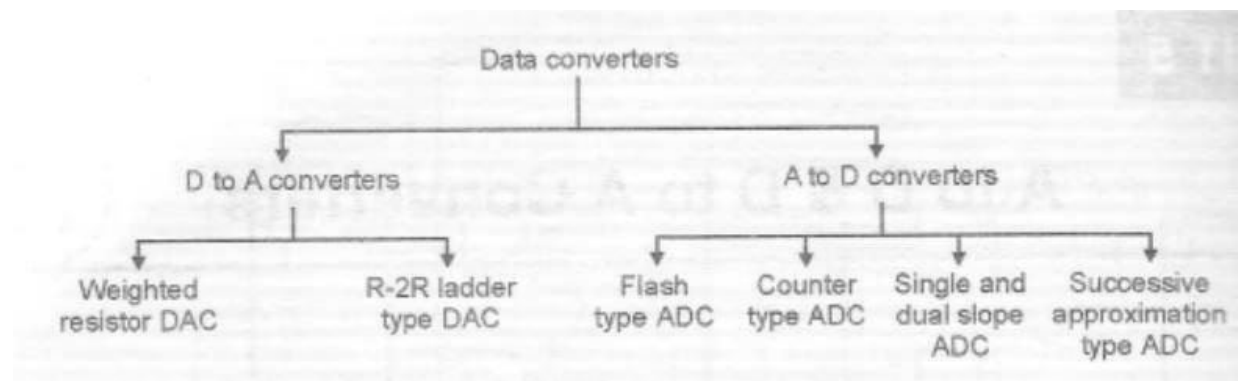 Data converters
D to A converters
A to D converters
Weighted
resistor DAC
R-2R ladder
type DAC
Flash
type ADC
Counter
type ADC
Single and
dual slope
ADC
Successive
approximation
type ADC